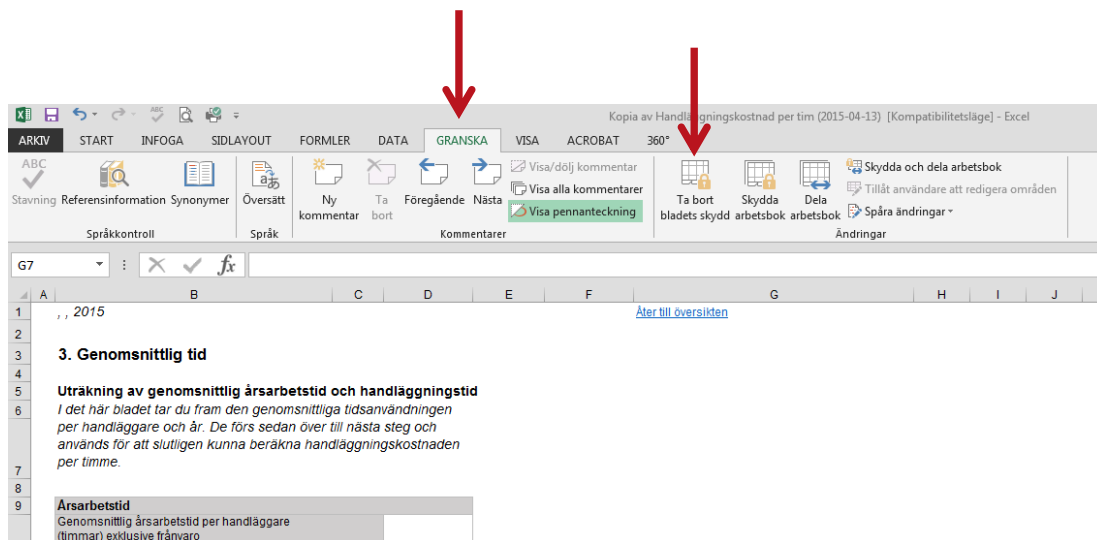 Kopia av Handläggningskostnad per tim (2015-04-13) [Kompatibilitetsläge] - Excel
ARKIV START INFOGA SIDLAYOUT FORMLER DATA GRANSKA VISA ACROBAT 360°
ABC
Stavning Referensinformation Synonymer
Språkkontroll
Översätt
Språk
Ny kommentar
Ta bort
Föregående Nästa
Visa/dölj kommentar
Visa alla kommentarer
Visa pennanteckning
Kommentarer
Ta bort bladets skydd
Skydda arbetsbok
Dela arbetsbok
Skydda och dela arbetsbok
Tillåt användare att redigera områden
Spåra ändringar
Ändringar
G7 fx
A B C D E F G H I J
1 , , 2015 Åter till översikten
2
3 3. Genomsnittlig tid
4
5 Uträkning av genomsnittlig årsarbetstid och handläggningstid
6 I det här bladet tar du fram den genomsnittliga tidsanvändningen
per handläggare och år. De förs sedan över till nästa steg och
används för att slutligen kunna beräkna handläggningskostnaden
7 per timme.
8
9 Årsarbetstid
Genomsnittlig årsarbetstid per handläggare
(timmar) exklusive frånvaro